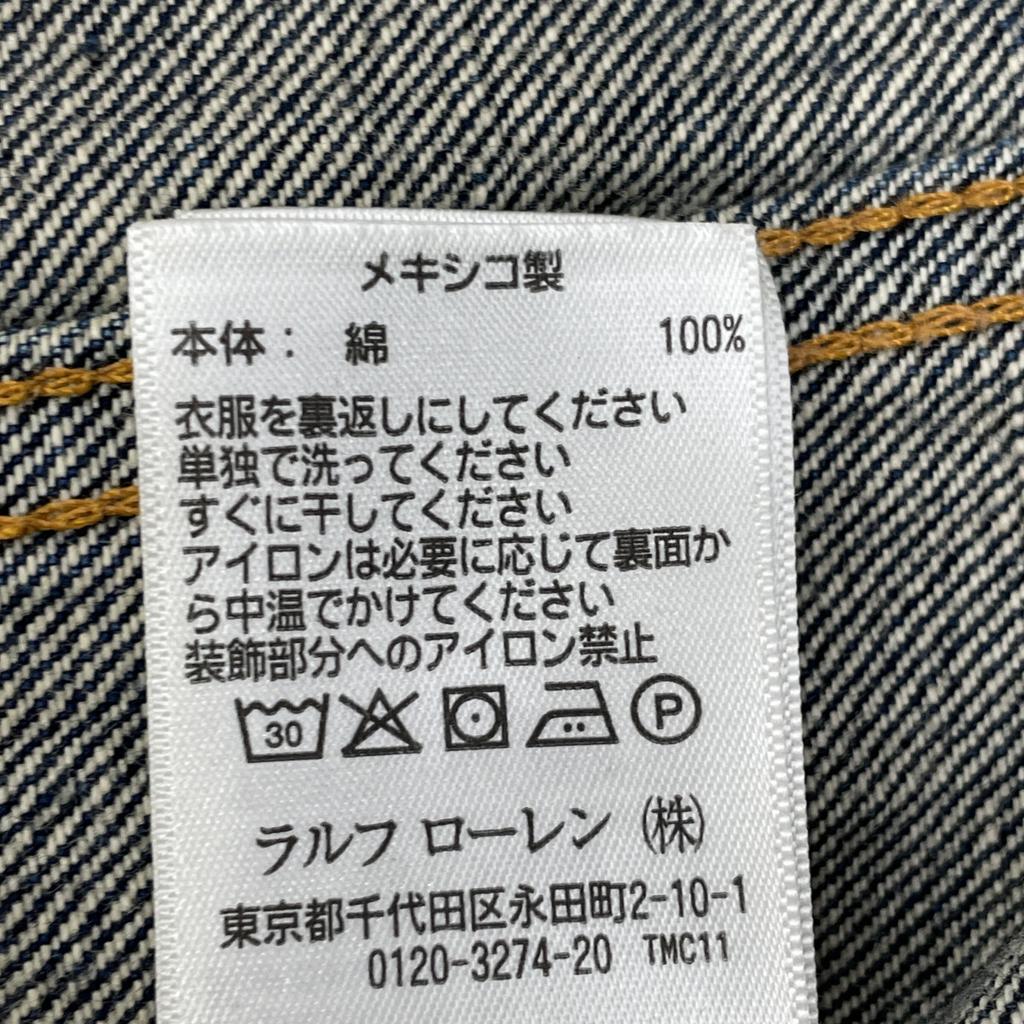 メキシコ製
本体： 綿 100%
衣服を裏返しにしてください
単独で洗ってください
すぐに干してください
アイロンは必要に応じて裏面か
ら中温でかけてください
装飾部分へのアイロン禁止
30 P
ラルフ ローレン (株)
東京都千代田区永田町2-10-1
0120-3274-20 TMC11